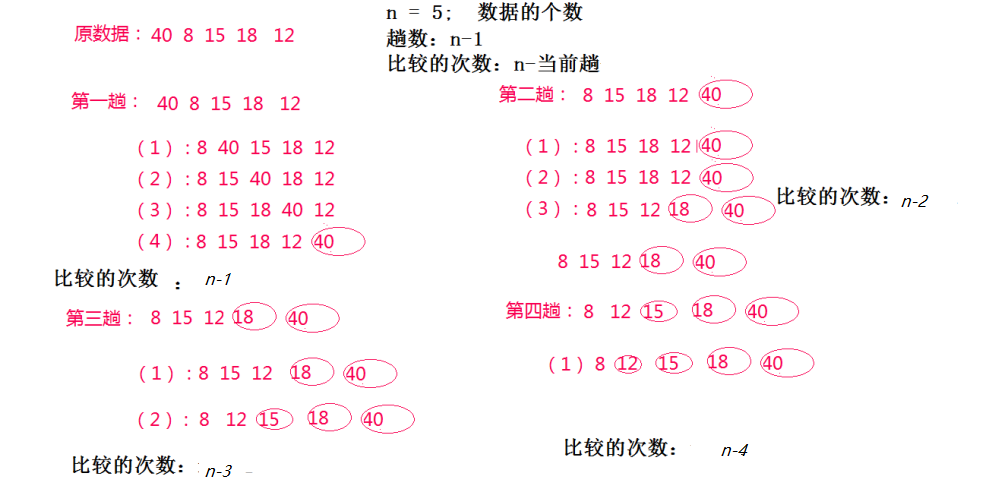 原数据：40 8 15 18 12
n = 5; 数据的个数
趟数：n-1
比较的次数：n-当前趟
第一趟： 40 8 15 18 12
（1）：8 40 15 18 12
（2）：8 15 40 18 12
（3）：8 15 18 40 12
（4）：8 15 18 12 40
比较的次数 ： n-1
第二趟： 8 15 18 12 40
（1）：8 15 18 12 40
（2）：8 15 18 12 40
（3）：8 15 12 18 40
比较的次数：n-2
8 15 12 18 40
第三趟： 8 15 12 18 40
（1）：8 15 12 18 40
（2）：8 12 15 18 40
比较的次数：n-3
第四趟：8 12 15 18 40
（1）8 12 15 18 40
比较的次数： n-4